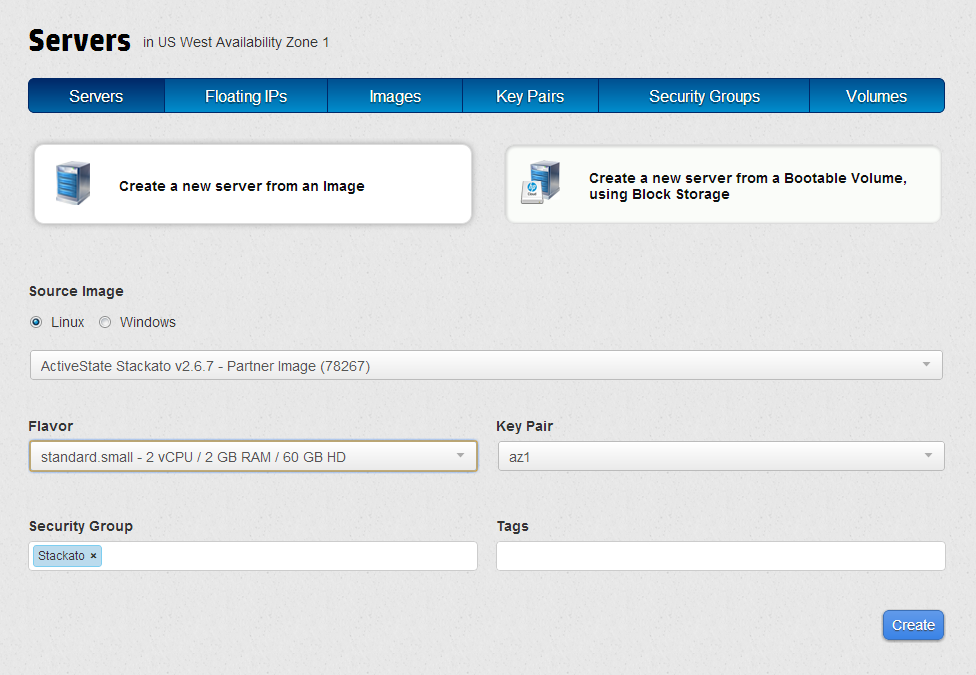 Servers in US West Availability Zone 1
Servers Floating IPs Images Key Pairs Security Groups Volumes
Create a new server from an Image
Create a new server from a Bootable Volume,
using Block Storage
Source Image
Linux Windows
ActiveState Stackato v2.6.7 - Partner Image (78267)
Flavor Key Pair
standard.small - 2 vCPU / 2 GB RAM / 60 GB HD az1
Security Group Tags
Stackato ×
Create